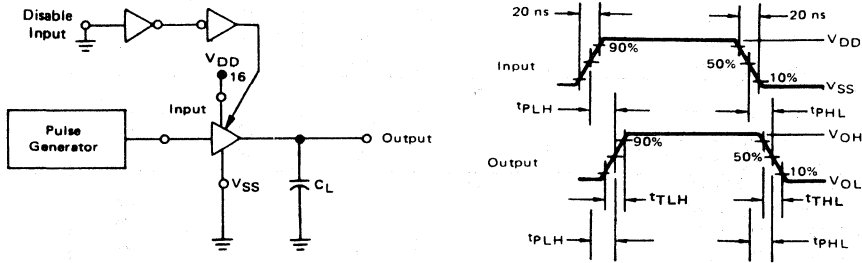 Disable
Input
VDD
16
Input
Pulse
Generator
Output
VSS
CL
20 ns
20 ns
VDD
90%
Input
50%
10%
VSS
tPLH
tPHL
VOH
90%
50%
Output
10%
VOL
tTLH
tTHL
tPLH
tPHL